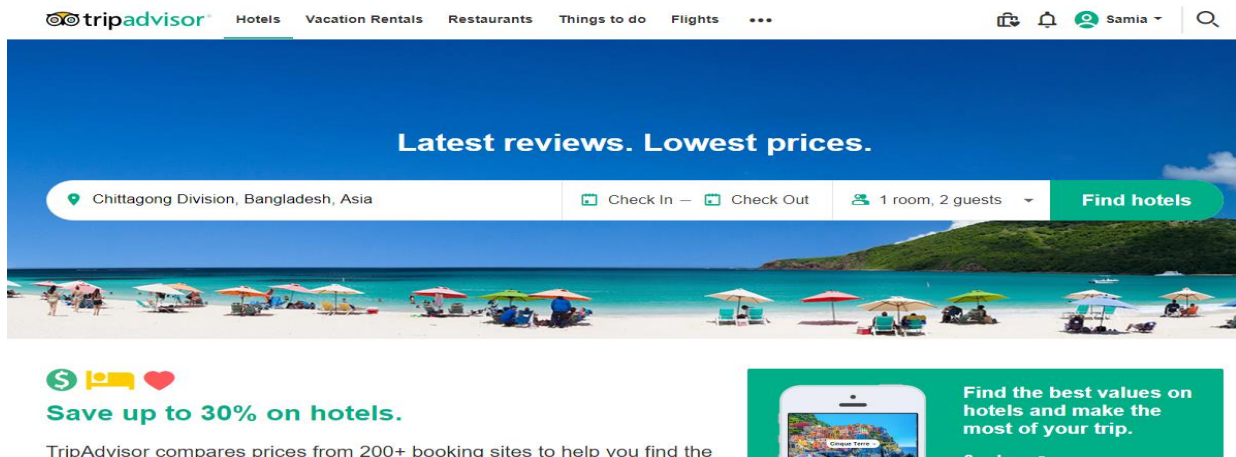 tripadvisor Hotels Vacation Rentals Restaurants Things to do Flights ••• Samia
Latest reviews. Lowest prices.
Chittagong Division, Bangladesh, Asia Check In — Check Out 1 room, 2 guests Find hotels
Save up to 30% on hotels.
TripAdvisor compares prices from 200+ booking sites to help you find the
Cinque Terre
Find the best values on
hotels and make the
most of your trip.